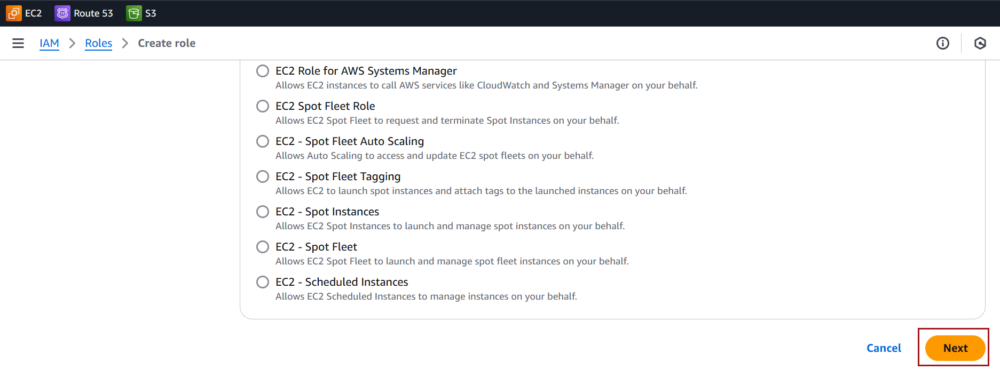 EC2 Route 53 S3
IAM Roles Create role
EC2 Role for AWS Systems Manager
Allows EC2 instances to call AWS services like CloudWatch and Systems Manager on your behalf.
EC2 Spot Fleet Role
Allows EC2 Spot Fleet to request and terminate Spot Instances on your behalf.
EC2 - Spot Fleet Auto Scaling
Allows Auto Scaling to access and update EC2 spot fleets on your behalf.
EC2 - Spot Fleet Tagging
Allows EC2 to launch spot instances and attach tags to the launched instances on your behalf.
EC2 - Spot Instances
Allows EC2 Spot Instances to launch and manage spot instances on your behalf.
EC2 - Spot Fleet
Allows EC2 Spot Fleet to launch and manage spot fleet instances on your behalf.
EC2 - Scheduled Instances
Allows EC2 Scheduled Instances to manage instances on your behalf.
Cancel Next